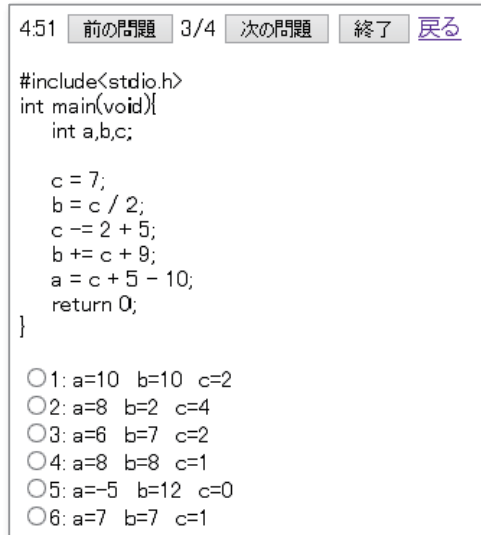 4:51 前の問題 3/4 次の問題 終了 戻る
#include<stdio.h>
int main(void){
int a,b,c;
c = 7;
b = c / 2;
c -= 2 + 5;
b += c + 9;
a = c + 5 - 10;
return 0;
}
1: a=10 b=10 c=2
2: a=8 b=2 c=4
3: a=6 b=7 c=2
4: a=8 b=8 c=1
5: a=-5 b=12 c=0
6: a=7 b=7 c=1